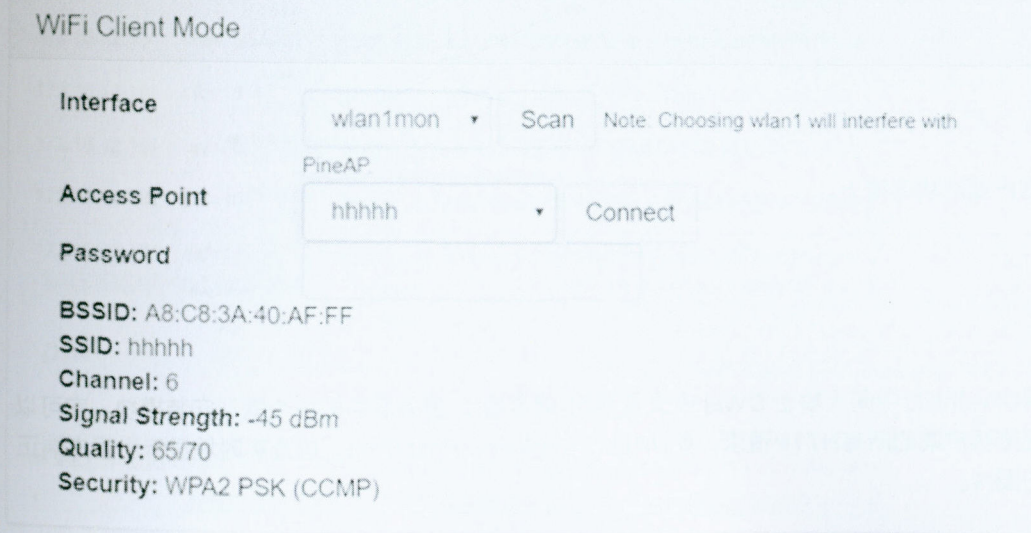 WiFi Client Mode
Interface
wlan1mon Scan Note: Choosing wlan1 will interfere with
PineAP.
Access Point
hhhhh Connect
Password
BSSID: A8:C8:3A:40:AF:FF
SSID: hhhhh
Channel: 6
Signal Strength: -45 dBm
Quality: 65/70
Security: WPA2 PSK (CCMP)